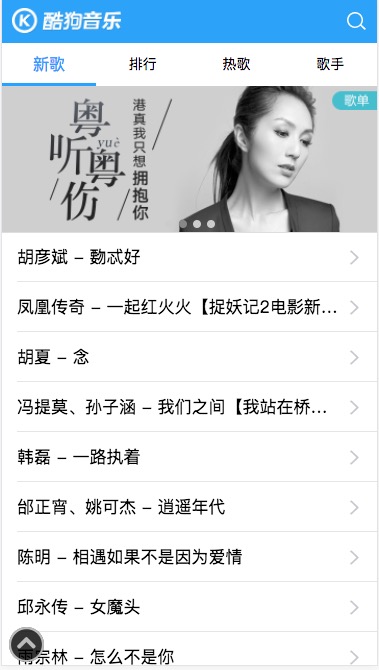 酷狗音乐
新歌 排行 热歌 歌手
歌单
粤
听粤
yuè
伤
港真我只想拥抱你
胡彦斌 – 覅忒好
凤凰传奇 – 一起红火火【捉妖记2电影新...
胡夏 – 念
冯提莫、孙子涵 – 我们之间【我站在桥...
韩磊 – 一路执着
邰正宵、姚可杰 – 逍遥年代
陈明 – 相遇如果不是因为爱情
邱永传 – 女魔头
雨宗林 – 怎么不是你